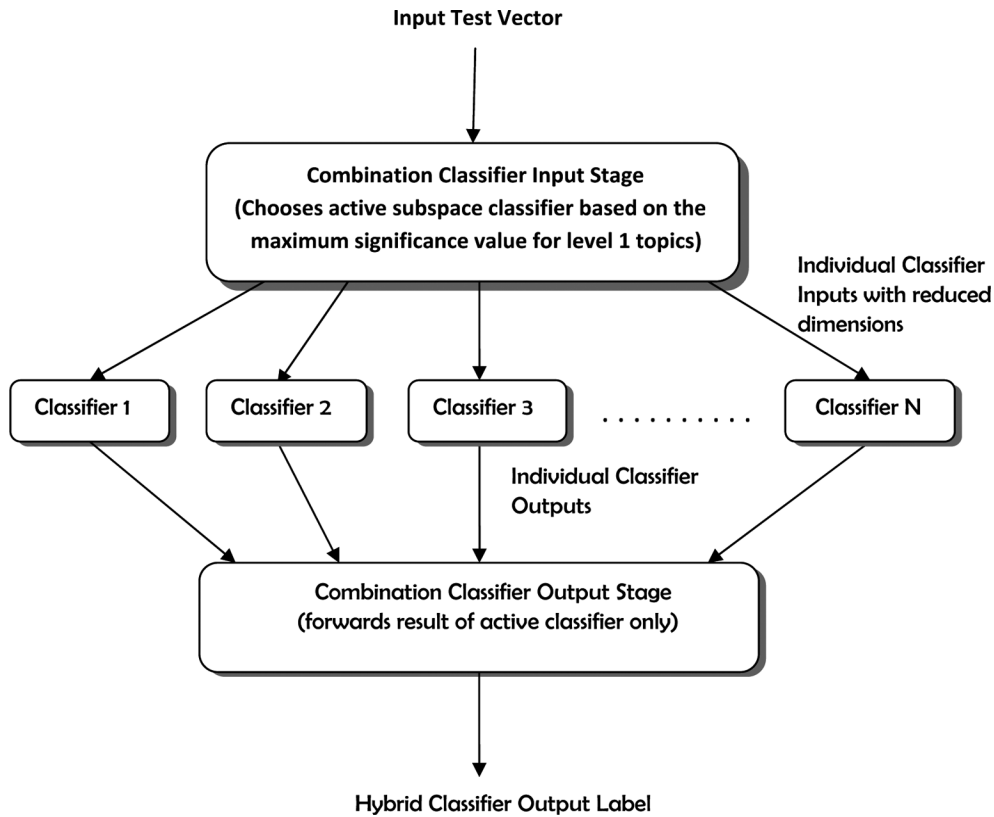 Input Test Vector
Combination Classifier Input Stage
(Chooses active subspace classifier based on the
maximum significance value for level 1 topics)
Individual Classifier
Inputs with reduced
dimensions
Classifier 1
Classifier 2
Classifier 3
. . . . . . . . . .
Classifier N
Individual Classifier
Outputs
Combination Classifier Output Stage
(forwards result of active classifier only)
Hybrid Classifier Output Label